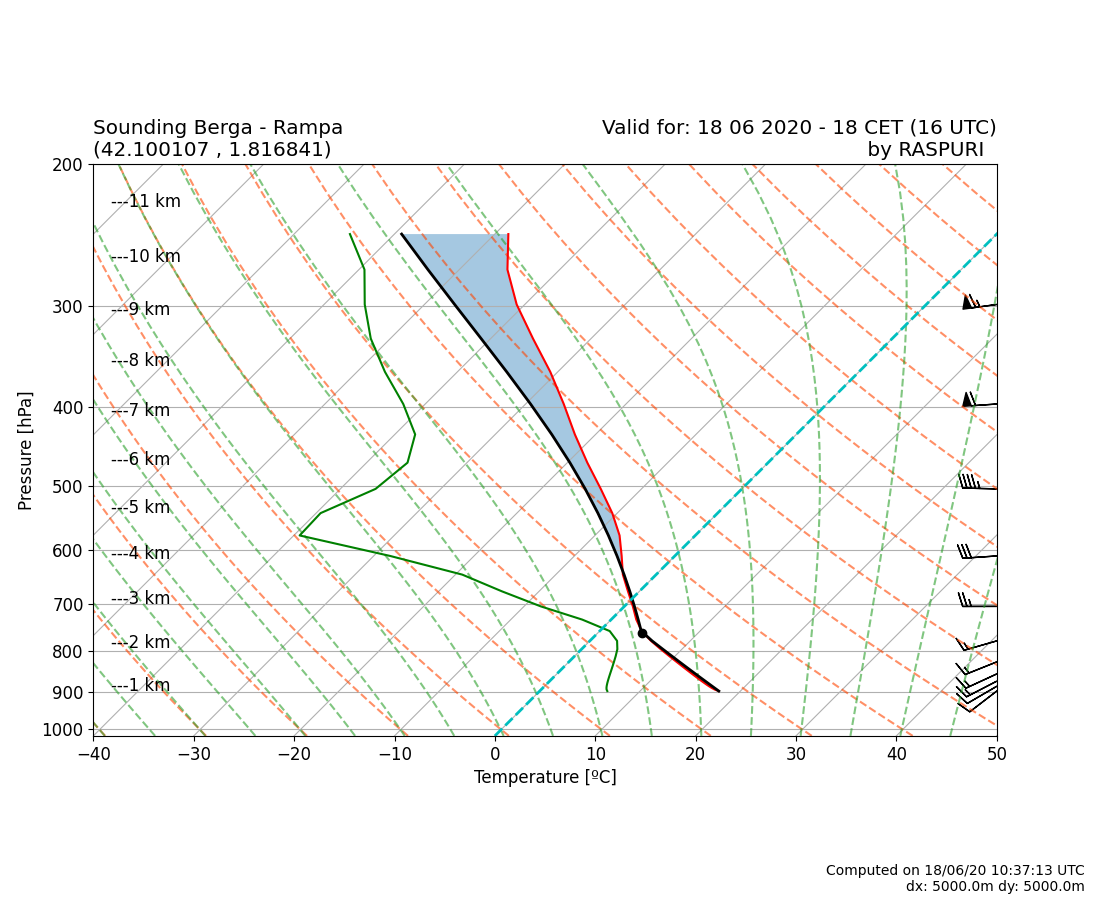 Sounding Berga - Rampa
(42.100107 , 1.816841)
Valid for: 18 06 2020 - 18 CET (16 UTC)
by RASPURI
200
300
400
500
600
700
800
900
1000
Pressure [hPa]
---11 km
---10 km
---9 km
---8 km
---7 km
---6 km
---5 km
---4 km
---3 km
---2 km
---1 km
−40 −30 −20 −10 0 10 20 30 40 50
Temperature [ºC]
Computed on 18/06/20 10:37:13 UTC
dx: 5000.0m dy: 5000.0m